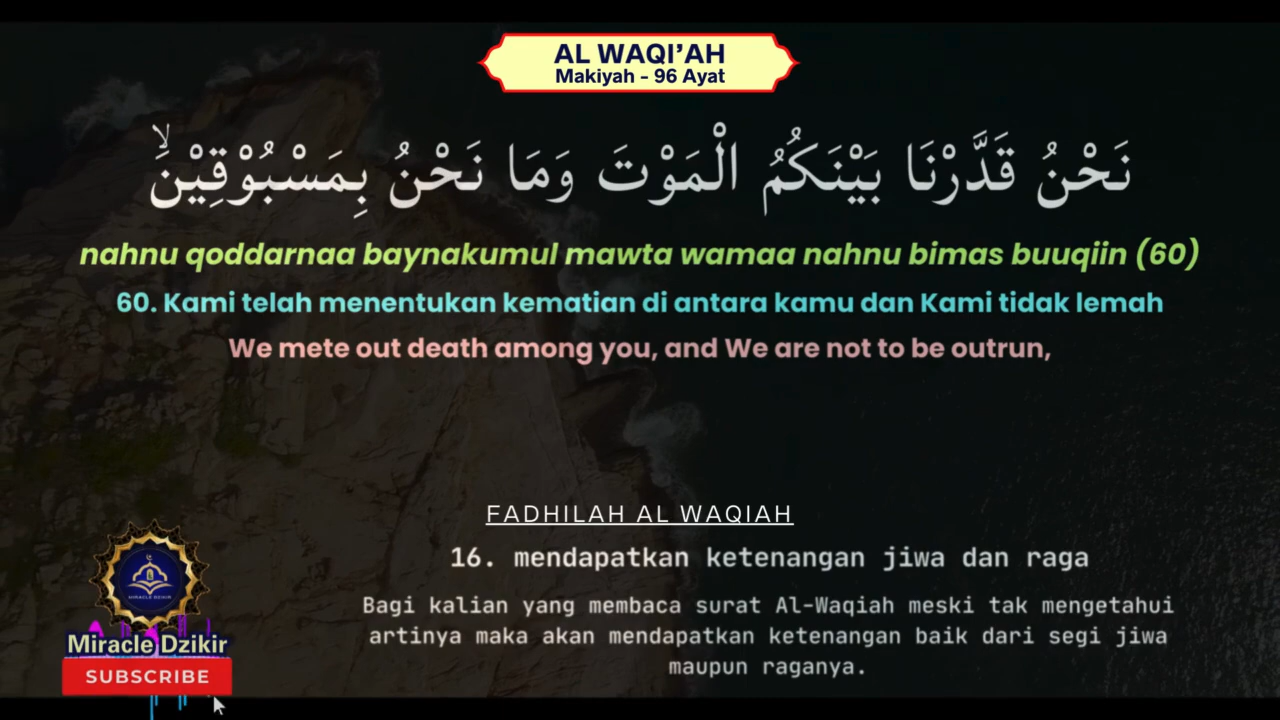 AL WAQI'AH
Makiyah - 96 Ayat
نَحْنُ قَدَّرْنَا بَيْنَكُمُ الْمَوْتَ وَمَا نَحْنُ بِمَسْبُوْقِيْنَۙ
nahnu qoddarnaa baynakumul mawta wamaa nahnu bimas buuqiin (60)
60. Kami telah menentukan kematian di antara kamu dan Kami tidak lemah
We mete out death among you, and We are not to be outrun,
FADHILAH AL WAQIAH
16. mendapatkan ketenangan jiwa dan raga
Bagi kalian yang membaca surat Al-Waqiah meski tak mengetahui
artinya maka akan mendapatkan ketenangan baik dari segi jiwa
maupun raganya.
MIRACLE DZIKIR
Miracle Dzikir
SUBSCRIBE